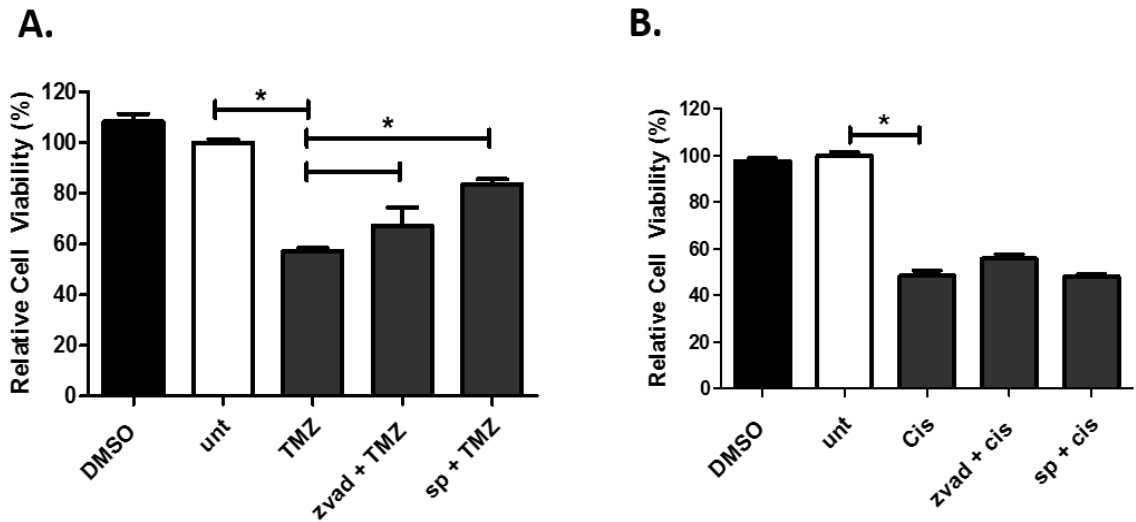 A.
Relative Cell Viability (%)
120
100
80
60
40
20
0
*
*
DMSO
unt
TMZ
zvad + TMZ
sp + TMZ
B.
Relative Cell Viability (%)
120
100
80
60
40
20
0
*
DMSO
unt
Cis
zvad + cis
sp + cis